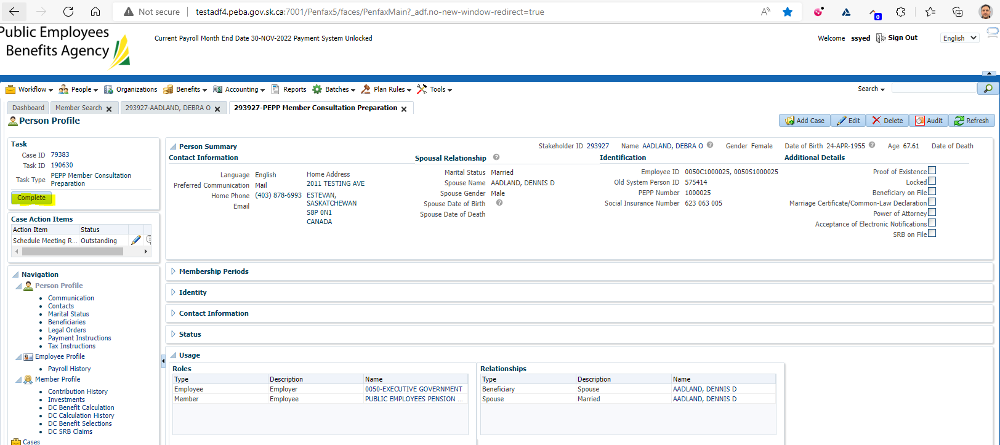 Not secure
testadf4.peba.gov.sk.ca:7001/Penfax5/faces/PenfaxMain?_adf.no-new-window-redirect=true
0
Public Employees
Benefits Agency
Current Payroll Month End Date 30-NOV-2022 Payment System Unlocked
Welcome ssyed Sign Out
English
Workflow People Organizations Benefits Accounting Reports Batches Plan Rules Tools
Search
Dashboard Member Search 293927-AADLAND, DEBRA O 293927-PEPP Member Consultation Preparation
Person Profile
Add Case Edit Delete Audit Refresh
Task
Case ID 79383
Task ID 190630
Task Type PEPP Member Consultation
Preparation
Complete
Case Action Items
Action Item Status
Schedule Meeting R... Outstanding
Navigation
Person Profile
Communication
Contacts
Marital Status
Beneficiaries
Legal Orders
Payment Instructions
Tax Instructions
Employee Profile
Payroll History
Member Profile
Contribution History
Investments
DC Benefit Calculation
DC Calculation History
DC Benefit Selections
DC SRB Claims
Cases
Person Summary
Stakeholder ID 293927 Name AADLAND, DEBRA O Gender Female Date of Birth 24-APR-1955 Age 67.61 Date of Death
Contact Information
Language English
Preferred Communication Mail
Home Phone (403) 878-6993
Email
Home Address
2011 TESTING AVE
ESTEVAN,
SASKATCHEWAN
S8P 0N1
CANADA
Spousal Relationship
Marital Status Married
Spouse Name AADLAND, DENNIS D
Spouse Gender Male
Spouse Date of Birth
Spouse Date of Death
Identification
Employee ID 0050C1000025, 0050S1000025
Old System Person ID 575414
PEPP Number 1000025
Social Insurance Number 623 063 005
Additional Details
Proof of Existence
Locked
Beneficiary on File
Marriage Certificate/Common-Law Declaration
Power of Attorney
Acceptance of Electronic Notifications
SRB on File
Membership Periods
Identity
Contact Information
Status
Usage
Roles
Type Description Name
Employee Employer 0050-EXECUTIVE GOVERNMENT
Member Employee PUBLIC EMPLOYEES PENSION ...
Relationships
Type Description Name
Beneficiary Spouse AADLAND, DENNIS D
Spouse Married AADLAND, DENNIS D